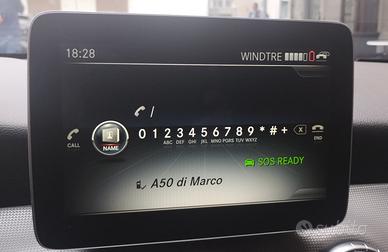 18:28 WINDTRE
/
NAME
0 1 2 3 4 5 6 7 8 9 * # +
ABC DEF GHI JKL MNO PQRS TUV WXYZ
CALL END
SOS READY
A50 di Marco
subito